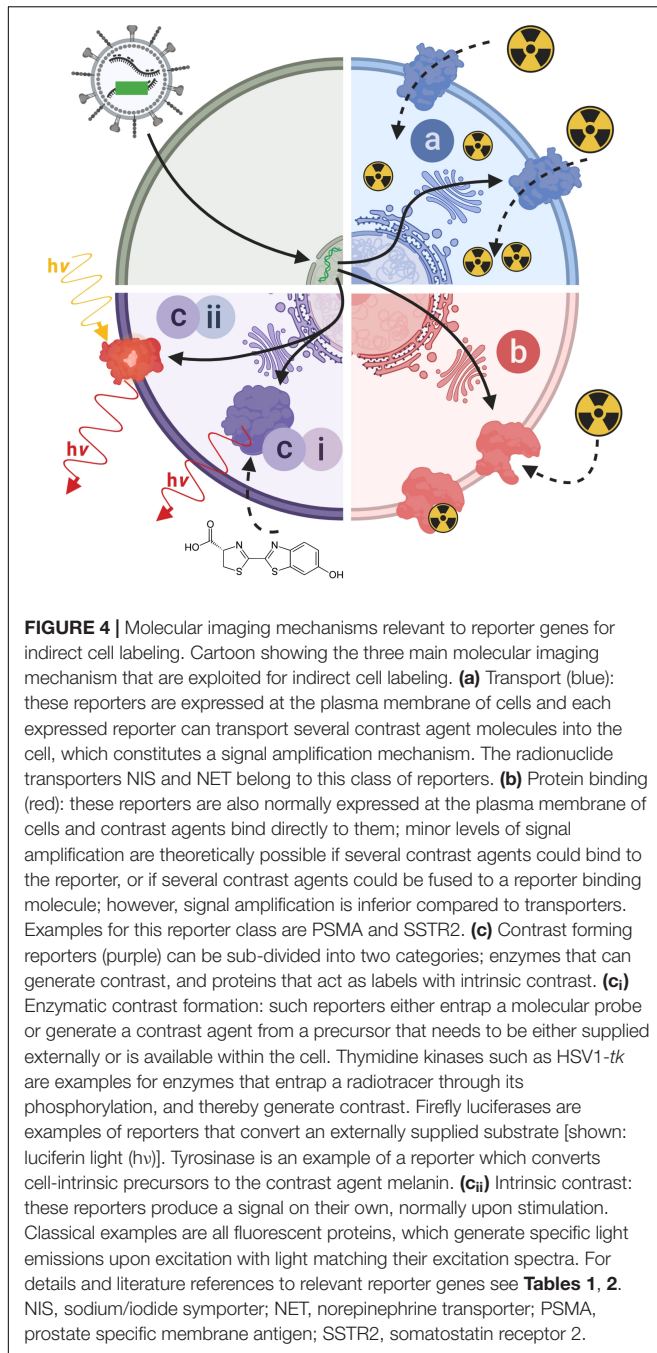 a
hν
c ii
b
hν
hν
c i
O
HO
N
N
S
S
OH
FIGURE 4 | Molecular imaging mechanisms relevant to reporter genes for
indirect cell labeling. Cartoon showing the three main molecular imaging
mechanism that are exploited for indirect cell labeling. (a) Transport (blue):
these reporters are expressed at the plasma membrane of cells and each
expressed reporter can transport several contrast agent molecules into the
cell, which constitutes a signal amplification mechanism. The radionuclide
transporters NIS and NET belong to this class of reporters. (b) Protein binding
(red): these reporters are also normally expressed at the plasma membrane of
cells and contrast agents bind directly to them; minor levels of signal
amplification are theoretically possible if several contrast agents could bind to
the reporter, or if several contrast agents could be fused to a reporter binding
molecule; however, signal amplification is inferior compared to transporters.
Examples for this reporter class are PSMA and SSTR2. (c) Contrast forming
reporters (purple) can be sub-divided into two categories; enzymes that can
generate contrast, and proteins that act as labels with intrinsic contrast. (ci)
Enzymatic contrast formation: such reporters either entrap a molecular probe
or generate a contrast agent from a precursor that needs to be either supplied
externally or is available within the cell. Thymidine kinases such as HSV1-tk
are examples for enzymes that entrap a radiotracer through its
phosphorylation, and thereby generate contrast. Firefly luciferases are
examples of reporters that convert an externally supplied substrate [shown:
luciferin light (hν)]. Tyrosinase is an example of a reporter which converts
cell-intrinsic precursors to the contrast agent melanin. (cii) Intrinsic contrast:
these reporters produce a signal on their own, normally upon stimulation.
Classical examples are all fluorescent proteins, which generate specific light
emissions upon excitation with light matching their excitation spectra. For
details and literature references to relevant reporter genes see Tables 1, 2.
NIS, sodium/iodide symporter; NET, norepinephrine transporter; PSMA,
prostate specific membrane antigen; SSTR2, somatostatin receptor 2.